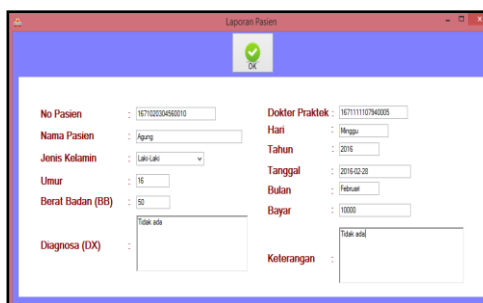 Laporan Pasien
OK
No Pasien : 1671020304560010
Nama Pasien : Agung
Jenis Kelamin : Laki-Laki
Umur : 16
Berat Badan (BB) : 50
Diagnosa (DX) : Tidak ada
Dokter Praktek : 1671111107940005
Hari : Minggu
Tahun : 2016
Tanggal : 2016-02-28
Bulan : Februari
Bayar : 10000
Keterangan : Tidak ada